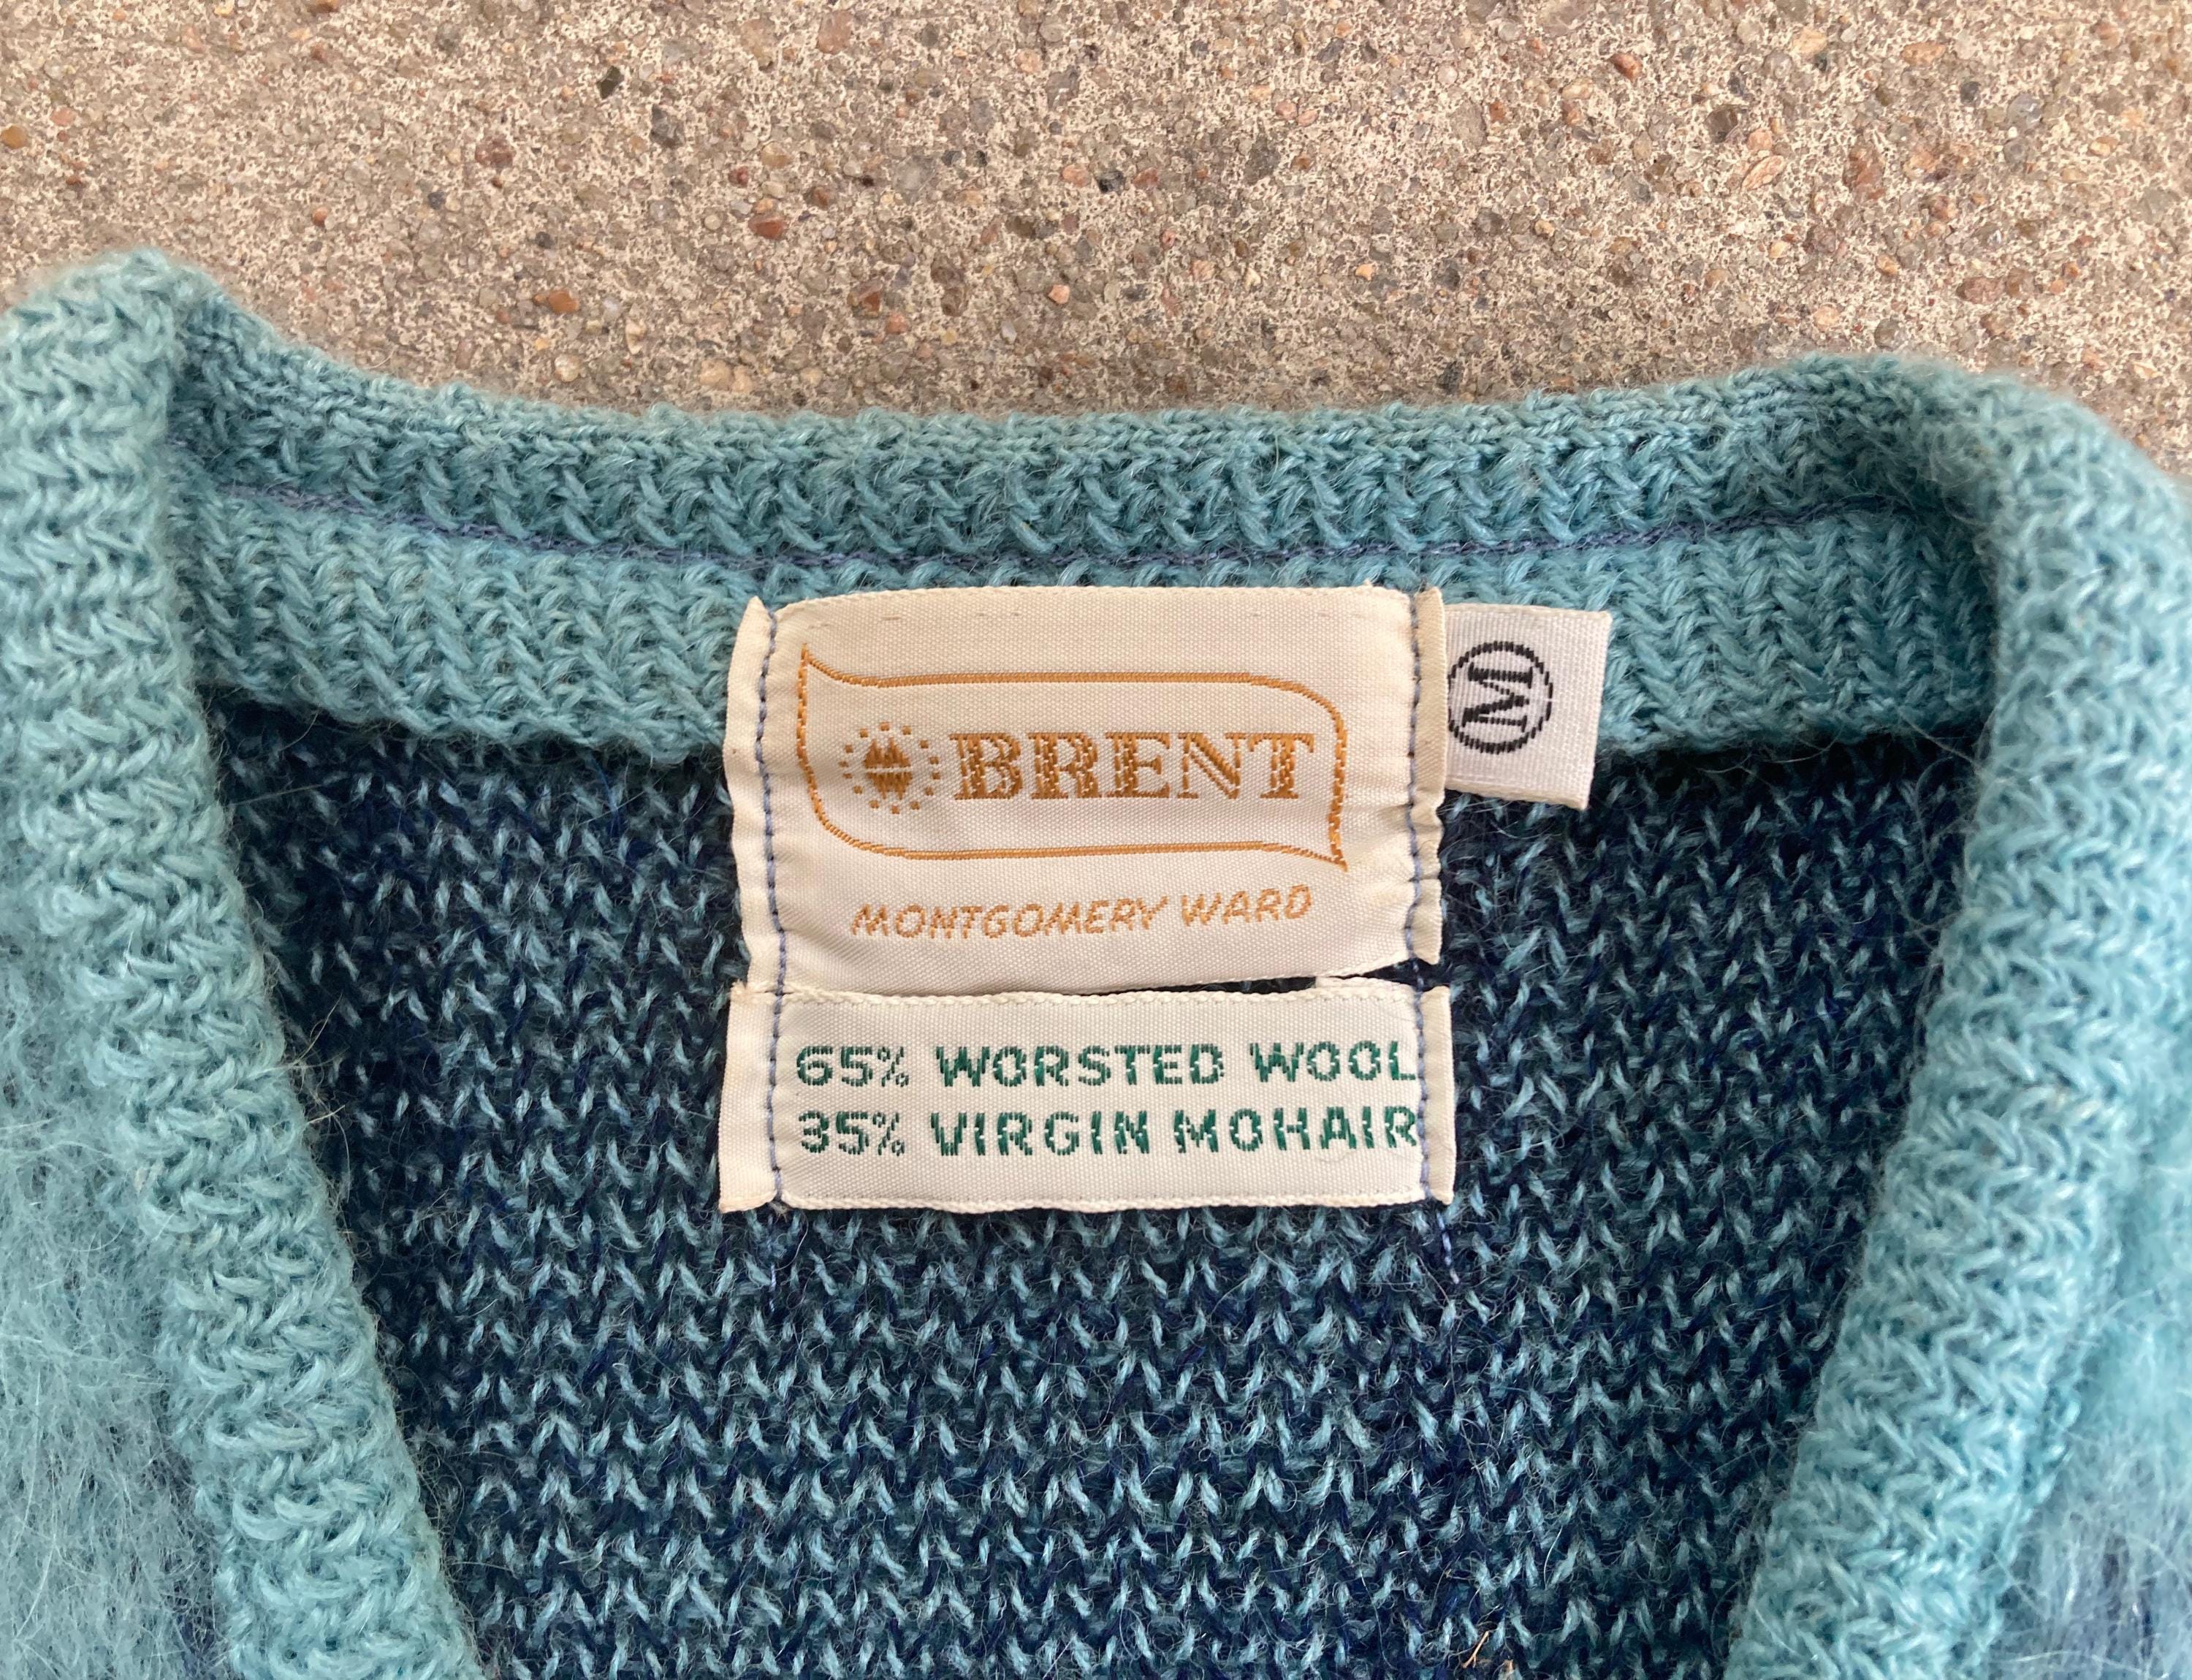 BRENT
MONTGOMERY WARD
M
65% WORSTED WOOL
35% VIRGIN MOHAIR